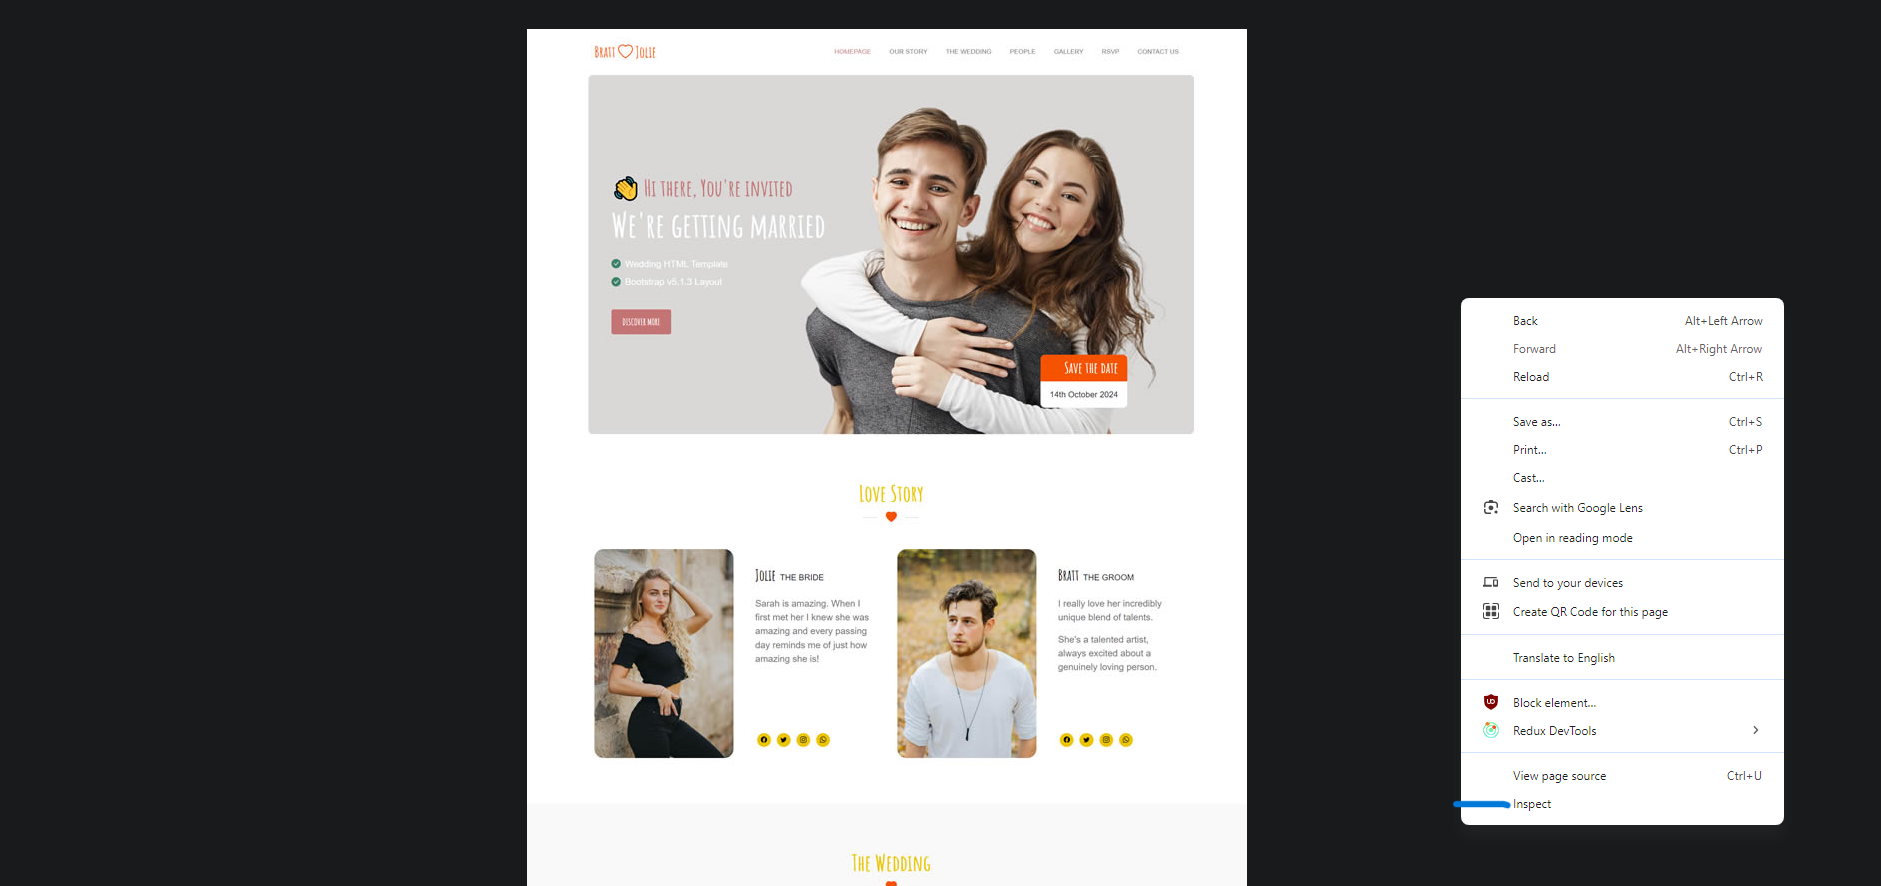 Bratt Jolie
HOMEPAGE OUR STORY THE WEDDING PEOPLE GALLERY RSVP CONTACT US
Hi there, You're invited
We're getting married
Wedding HTML Template
Bootstrap v5.1.3 Layout
DISCOVER MORE
Save the date
14th October 2024
Love Story
Jolie THE BRIDE
Sarah is amazing. When I
first met her I knew she was
amazing and every passing
day reminds me of just how
amazing she is!
Bratt THE GROOM
I really love her incredibly
unique blend of talents.
She's a talented artist,
always excited about a
genuinely loving person.
The Wedding
Back Alt+Left Arrow
Forward Alt+Right Arrow
Reload Ctrl+R
Save as... Ctrl+S
Print... Ctrl+P
Cast...
Search with Google Lens
Open in reading mode
Send to your devices
Create QR Code for this page
Translate to English
Block element...
Redux DevTools
View page source Ctrl+U
Inspect